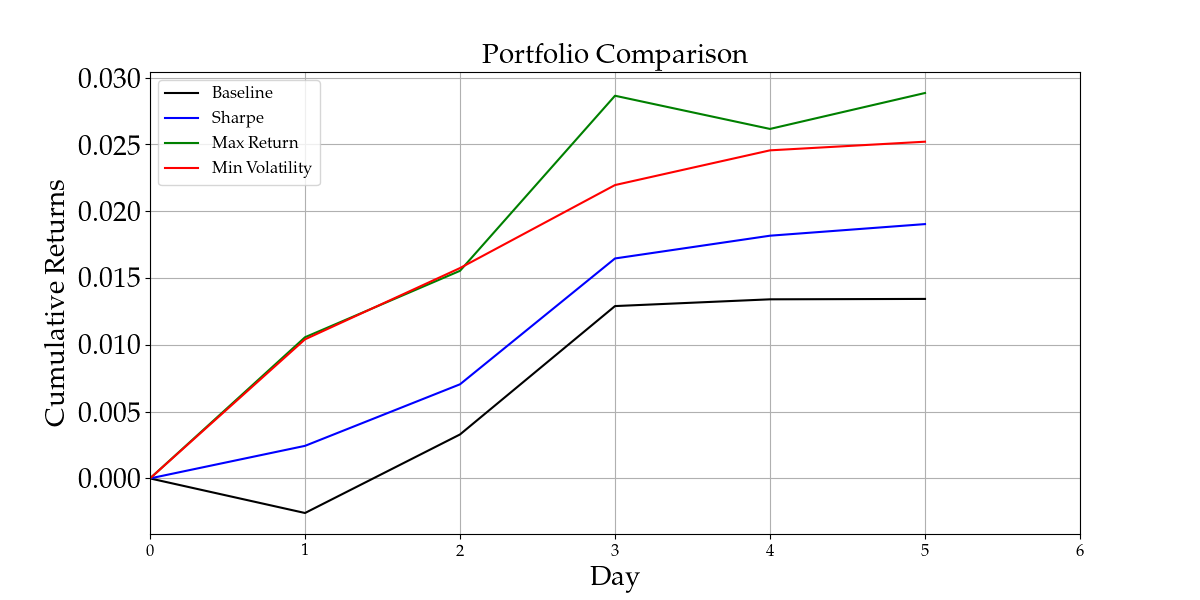 Portfolio Comparison
Baseline
Sharpe
Max Return
Min Volatility
Cumulative Returns
0.030
0.025
0.020
0.015
0.010
0.005
0.000
0 1 2 3 4 5 6
Day